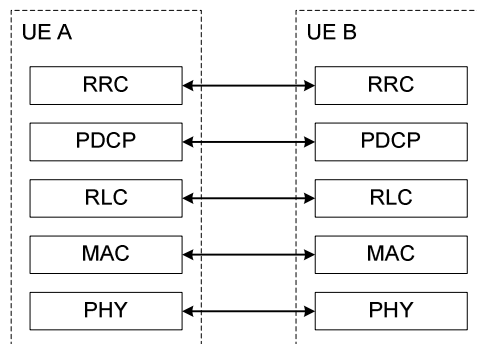 UE A UE B
RRC RRC
PDCP PDCP
RLC RLC
MAC MAC
PHY PHY